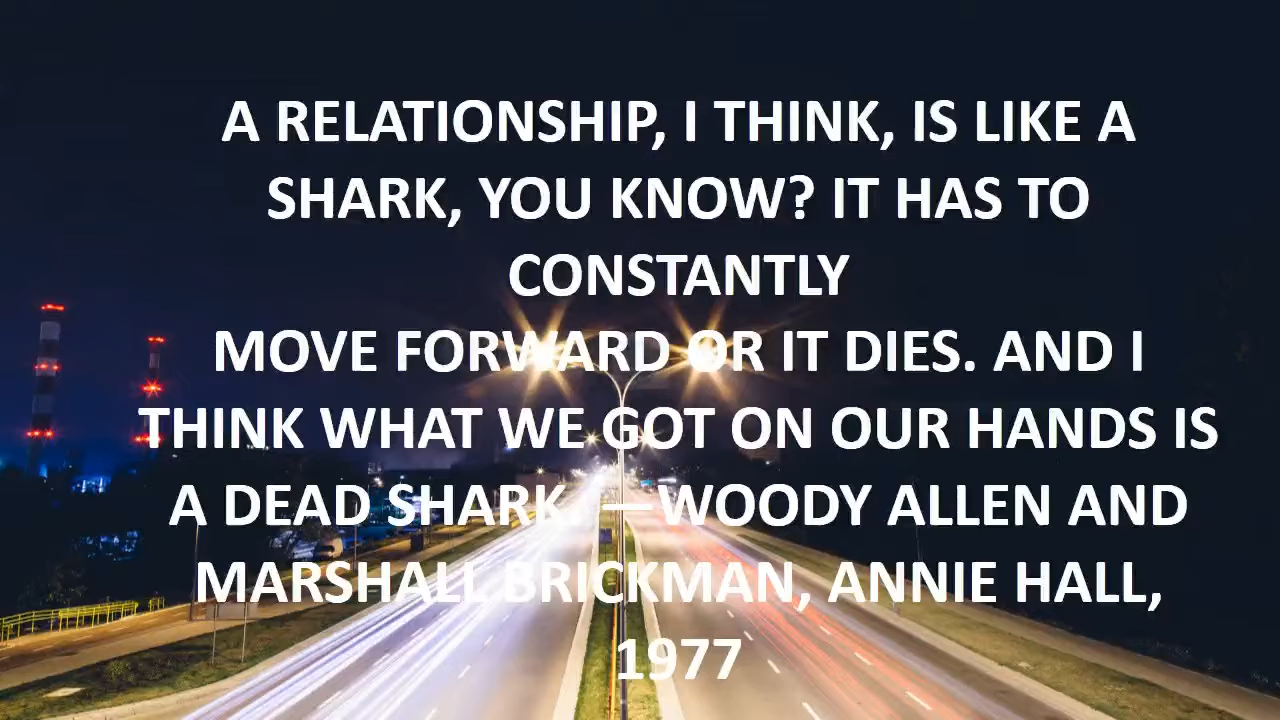 A RELATIONSHIP, I THINK, IS LIKE A
SHARK, YOU KNOW? IT HAS TO
CONSTANTLY
MOVE FORWARD OR IT DIES. AND I
THINK WHAT WE GOT ON OUR HANDS IS
A DEAD SHARK. —WOODY ALLEN AND
MARSHALL BRICKMAN, ANNIE HALL,
1977